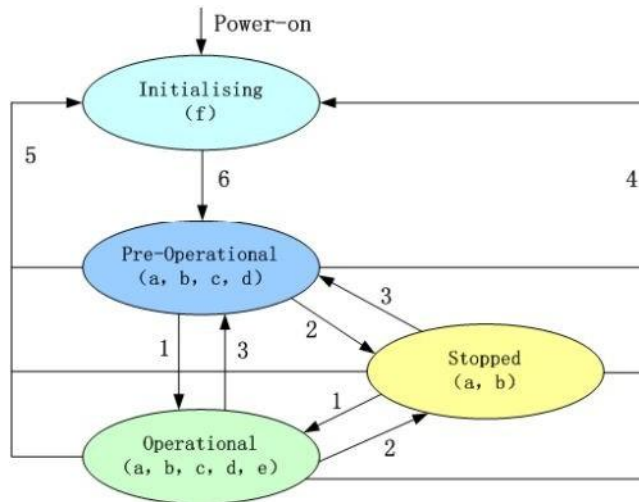 Power-on
Initialising
(f)
5
6
4
Pre-Operational
(a, b, c, d)
3
2
1
3
Stopped
(a, b)
1
Operational
(a, b, c, d, e)
2